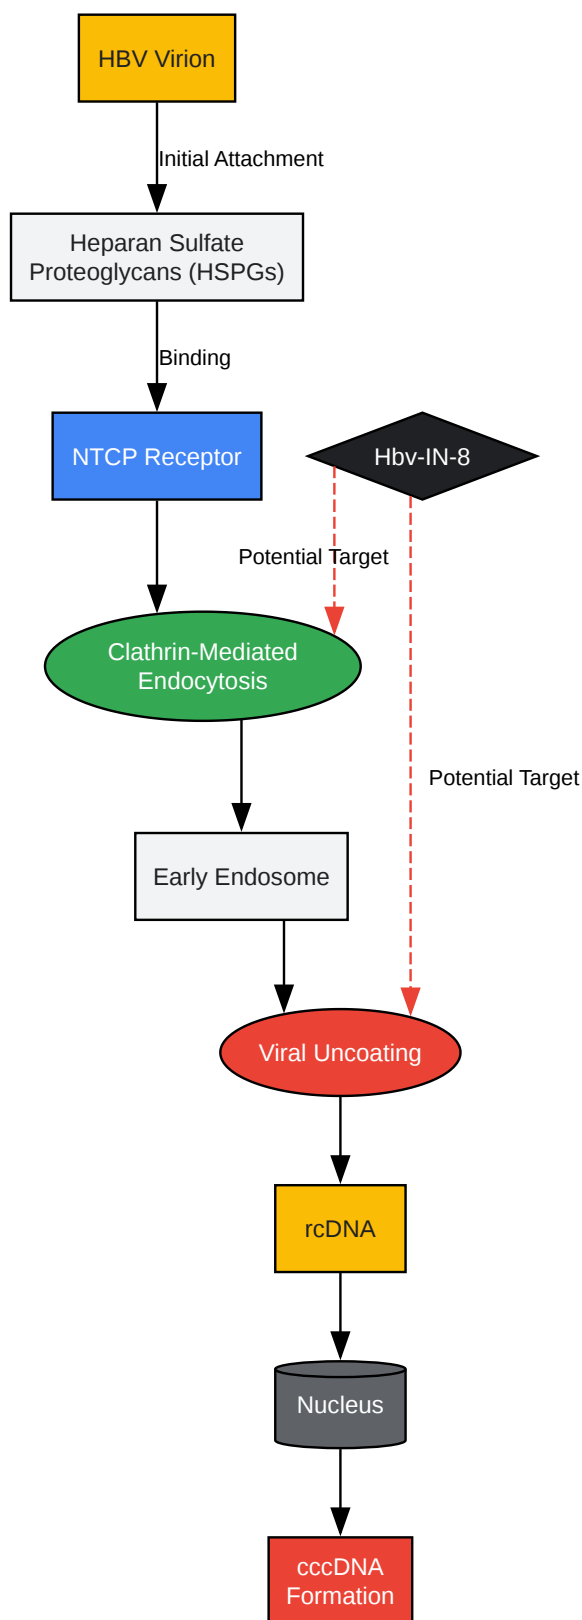 HBV Virion
Initial Attachment
Heparan Sulfate
Proteoglycans (HSPGs)
Binding
NTCP Receptor
Hbv-IN-8
Potential Target
Clathrin-Mediated
Endocytosis
Potential Target
Early Endosome
Viral Uncoating
rcDNA
Nucleus
cccDNA
Formation